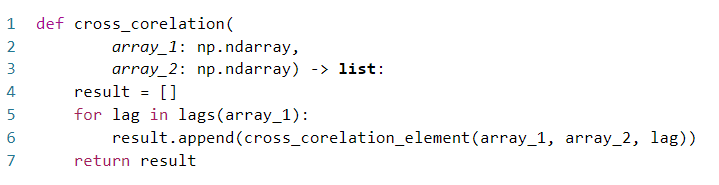 1 def cross_corelation(
2         array_1: np.ndarray,
3         array_2: np.ndarray) -> list:
4     result = []
5     for lag in lags(array_1):
6         result.append(cross_corelation_element(array_1, array_2, lag))
7     return result